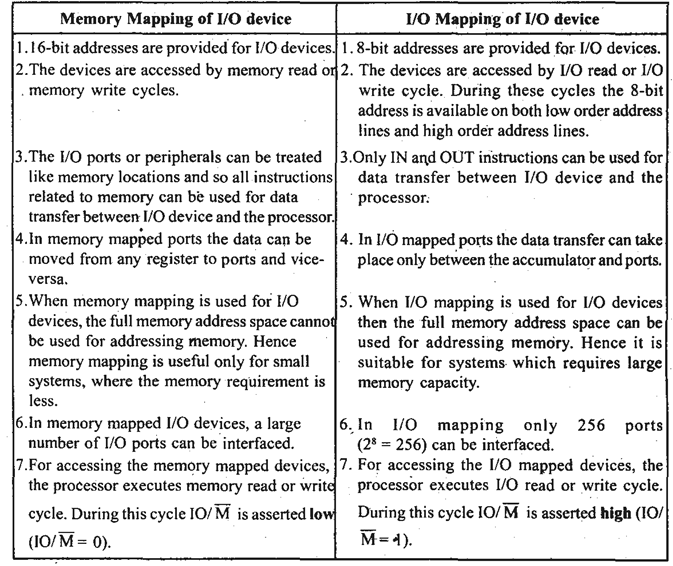 Memory Mapping of I/O device
I/O Mapping of I/O device
1.16-bit addresses are provided for I/O devices.
2.The devices are accessed by memory read or
memory write cycles.
3.The I/O ports or peripherals can be treated
like memory locations and so all instructions
related to memory can be used for data
transfer between I/O device and the processor.
4.In memory mapped ports the data can be
moved from any register to ports and vice-
versa.
5.When memory mapping is used for I/O
devices, the full memory address space cannot
be used for addressing memory. Hence
memory mapping is useful only for small
systems, where the memory requirement is
less.
6.In memory mapped I/O devices, a large
number of I/O ports can be interfaced.
7.For accessing the memory mapped devices,
the processor executes memory read or write
cycle. During this cycle IO/M̅ is asserted low
(IO/M̅ = 0).
1. 8-bit addresses are provided for I/O devices.
2. The devices are accessed by I/O read or I/O
write cycle. During these cycles the 8-bit
address is available on both low order address
lines and high order address lines.
3.Only IN and OUT instructions can be used for
data transfer between I/O device and the
processor.
4. In I/O mapped ports the data transfer can take
place only between the accumulator and ports.
5. When I/O mapping is used for I/O devices
then the full memory address space can be
used for addressing memory. Hence it is
suitable for systems which requires large
memory capacity.
6. In I/O mapping only 256 ports
(2⁸ = 256) can be interfaced.
7. For accessing the I/O mapped devices, the
processor executes I/O read or write cycle.
During this cycle IO/M̅ is asserted high (IO/
M̅ = 1).